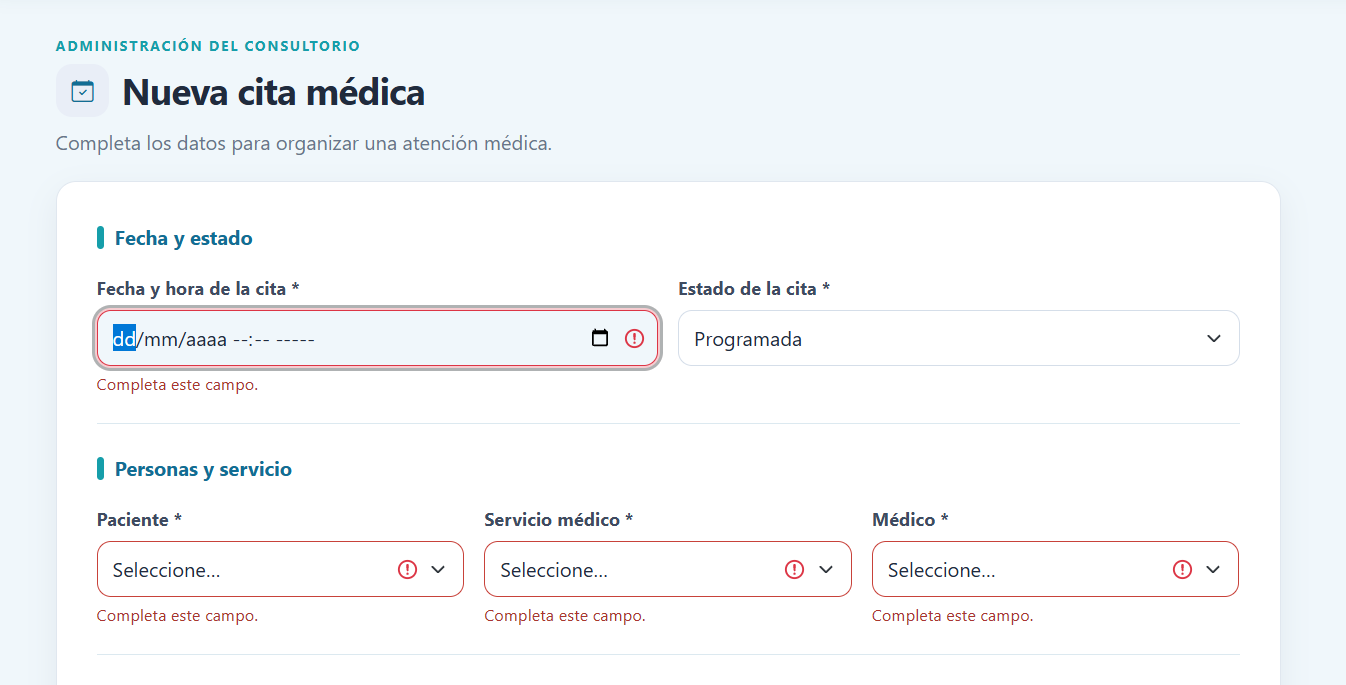 ADMINISTRACIÓN DEL CONSULTORIO
Nueva cita médica
Completa los datos para organizar una atención médica.
Fecha y estado
Fecha y hora de la cita * Estado de la cita *
dd/mm/aaaa --:-- ----- Programada
Completa este campo.
Personas y servicio
Paciente * Servicio médico * Médico *
Seleccione... Seleccione... Seleccione...
Completa este campo. Completa este campo. Completa este campo.